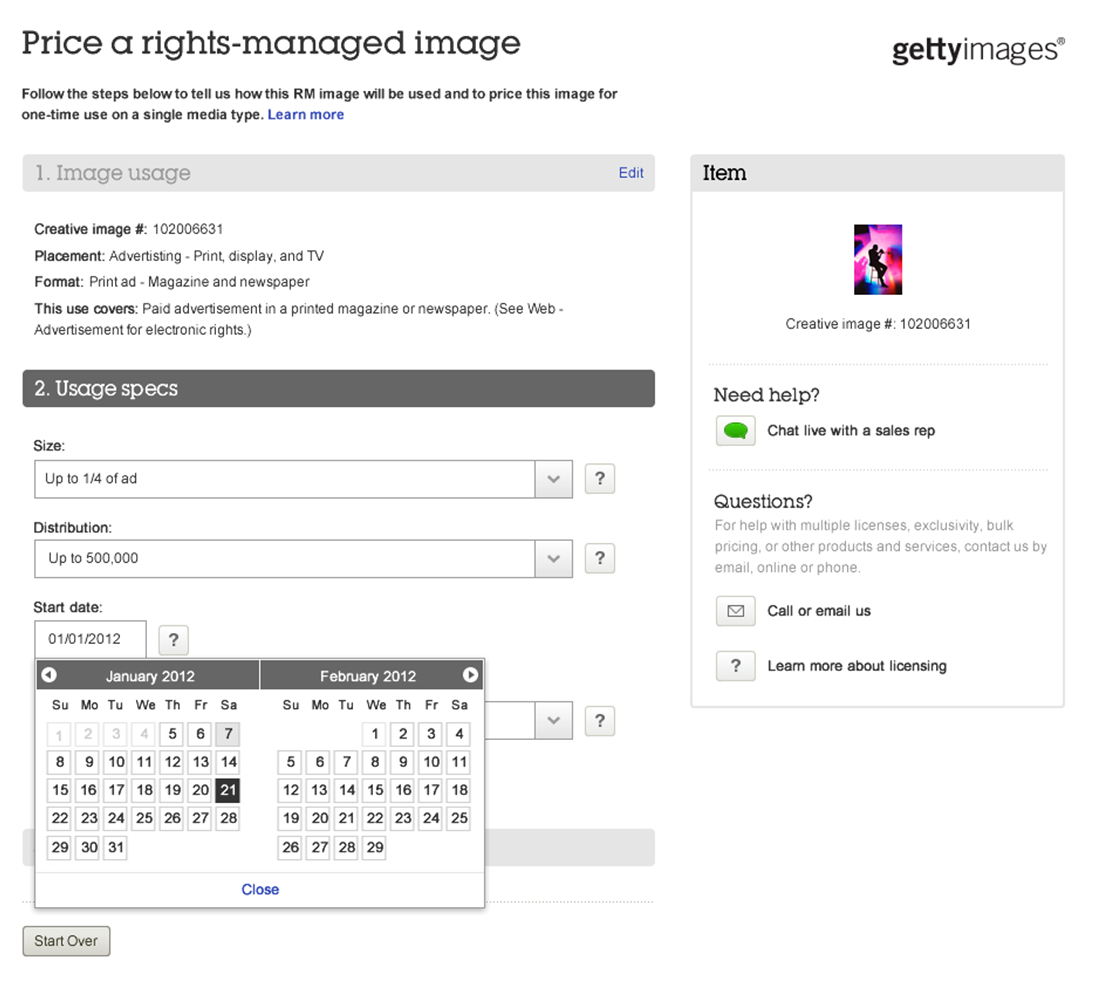 Price a rights-managed image
gettyimages®
Follow the steps below to tell us how this RM image will be used and to price this image for
one-time use on a single media type. Learn more
1. Image usage
Edit
Creative image #: 102006631
Placement: Advertisting - Print, display, and TV
Format: Print ad - Magazine and newspaper
This use covers: Paid advertisement in a printed magazine or newspaper. (See Web -
Advertisement for electronic rights.)
2. Usage specs
Size:
Up to 1/4 of ad
?
Distribution:
Up to 500,000
?
Start date:
01/01/2012
?
January 2012
Su Mo Tu We Th Fr Sa
1 2 3 4 5 6 7
8 9 10 11 12 13 14
15 16 17 18 19 20 21
22 23 24 25 26 27 28
29 30 31
February 2012
Su Mo Tu We Th Fr Sa
1 2 3 4
5 6 7 8 9 10 11
12 13 14 15 16 17 18
19 20 21 22 23 24 25
26 27 28 29
Close
?
Start Over
Item
Creative image #: 102006631
Need help?
Chat live with a sales rep
Questions?
For help with multiple licenses, exclusivity, bulk
pricing, or other products and services, contact us by
email, online or phone.
Call or email us
?
Learn more about licensing